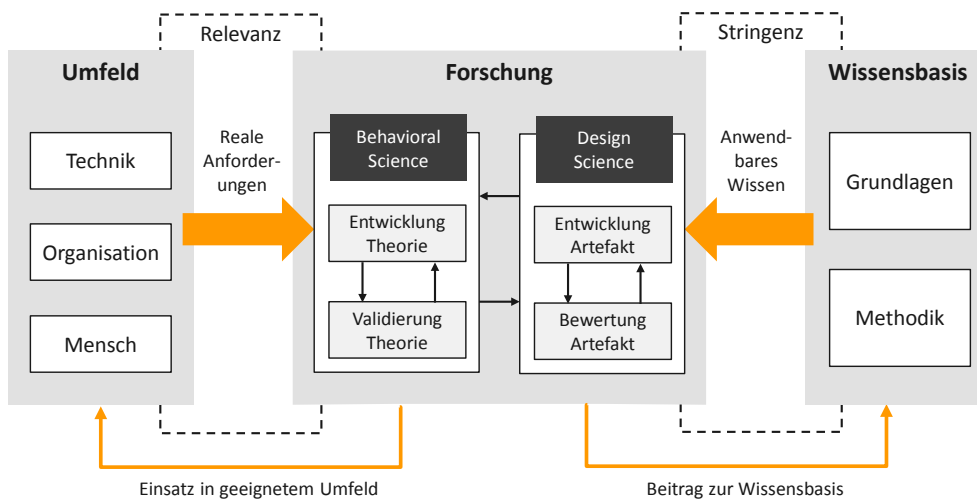 Relevanz
Stringenz
Umfeld
Forschung
Wissensbasis
Technik
Organisation
Mensch
Reale
Anforder-
ungen
Behavioral
Science
Entwicklung
Theorie
Validierung
Theorie
Design
Science
Entwicklung
Artefakt
Bewertung
Artefakt
Anwend-
bares
Wissen
Grundlagen
Methodik
Einsatz in geeignetem Umfeld
Beitrag zur Wissensbasis